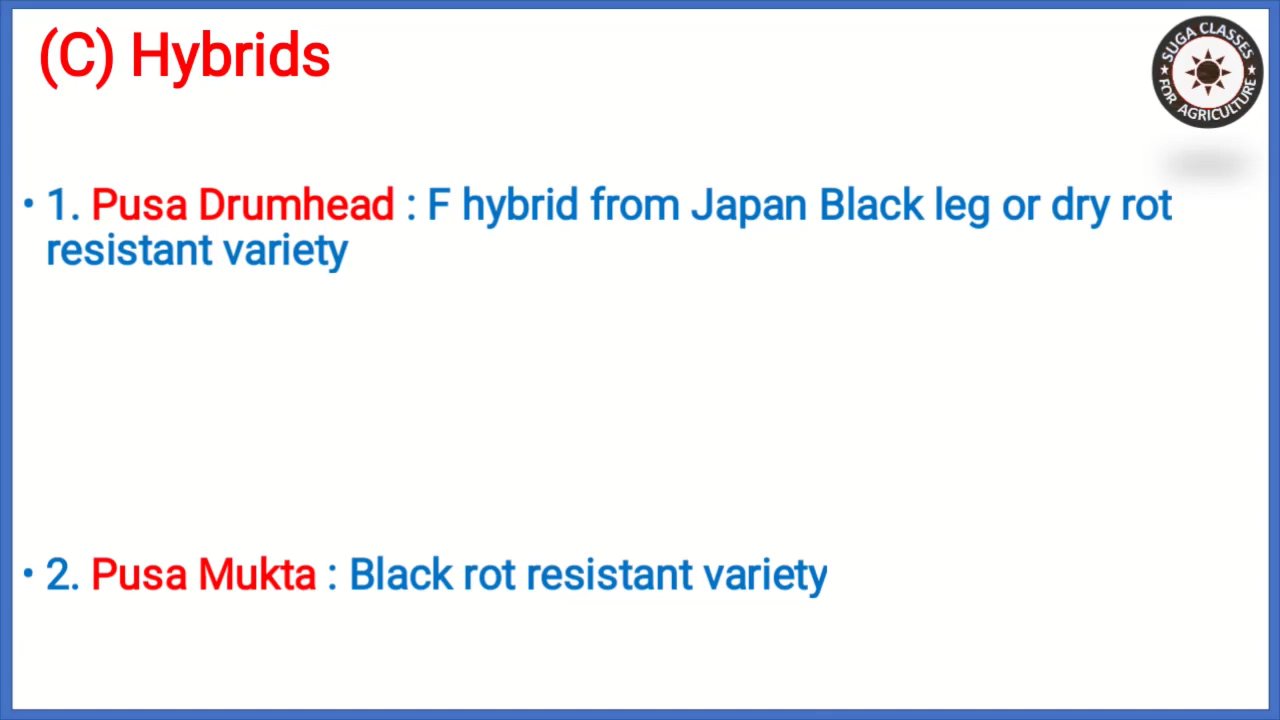 (C) Hybrids
SUGA CLASSES
FOR AGRICULTURE
• 1. Pusa Drumhead : F hybrid from Japan Black leg or dry rot
resistant variety
• 2. Pusa Mukta : Black rot resistant variety